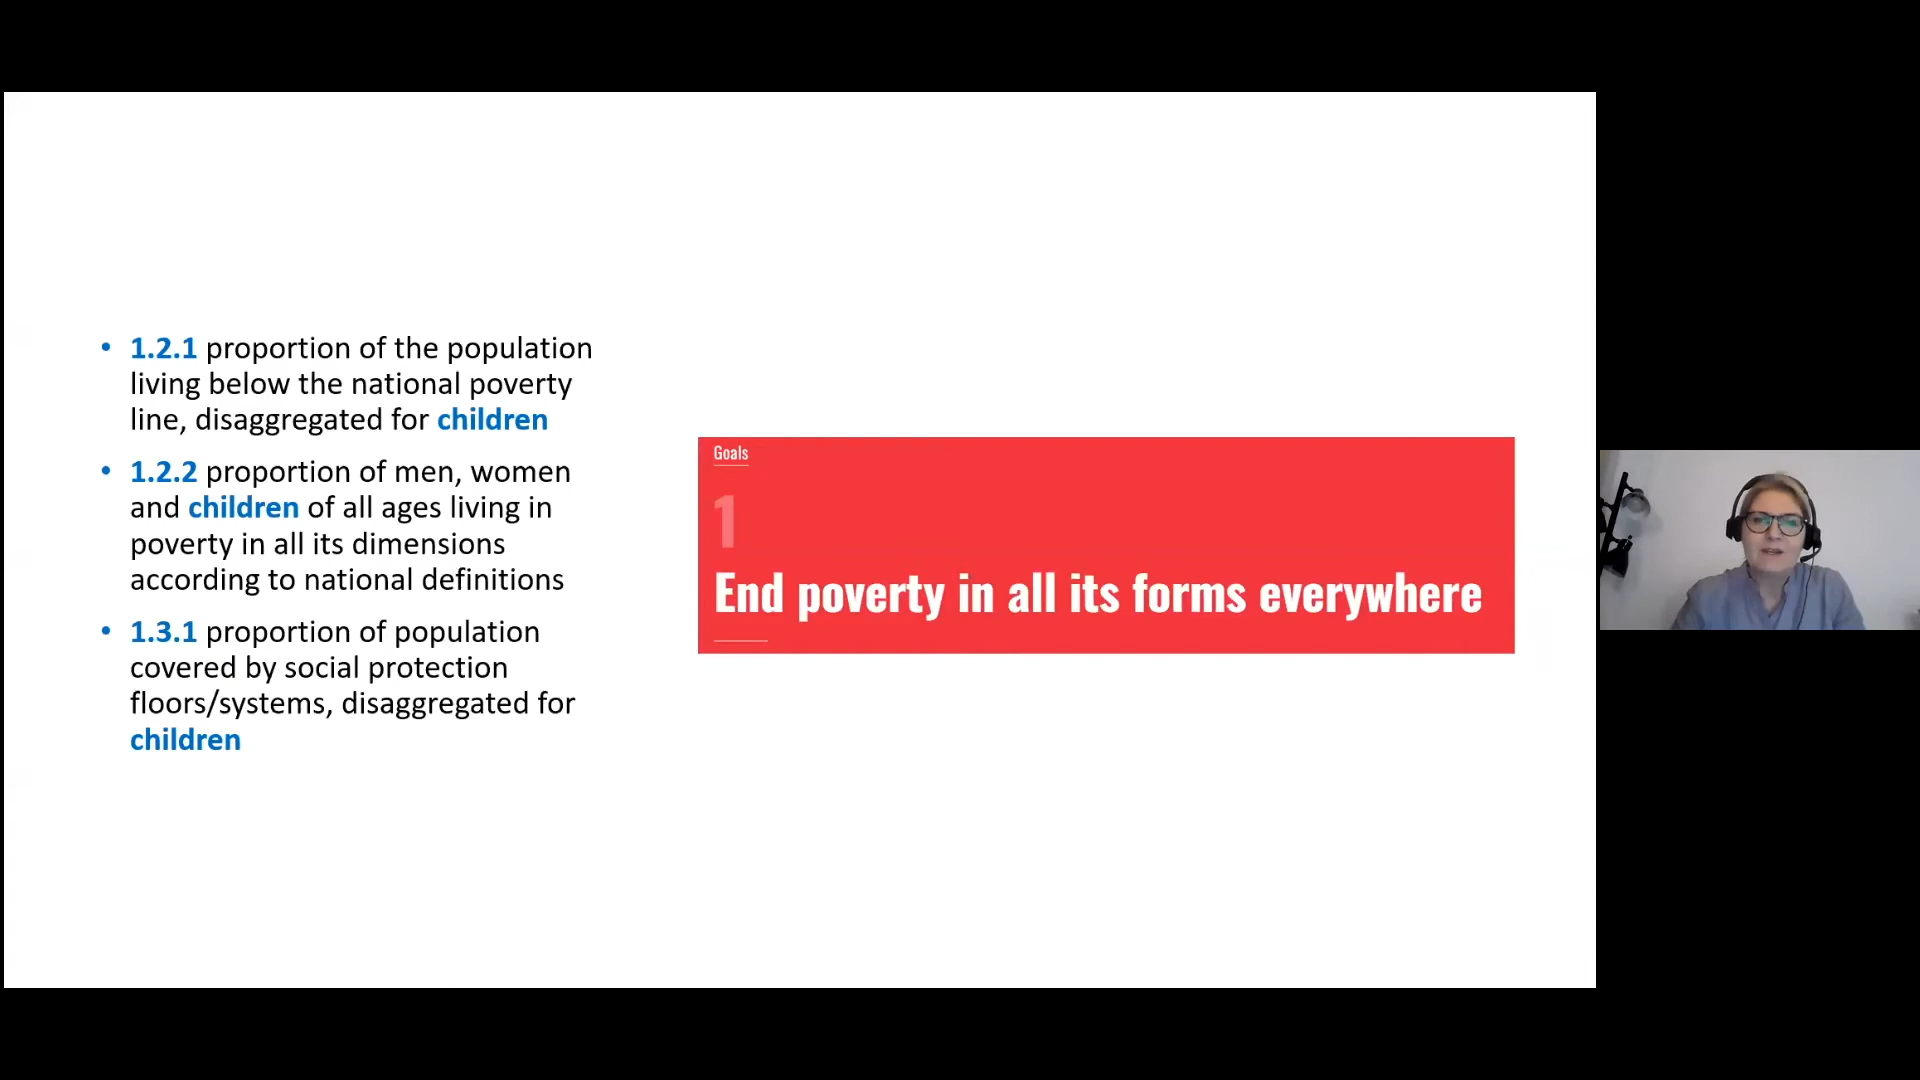 • 1.2.1 proportion of the population
living below the national poverty
line, disaggregated for children
• 1.2.2 proportion of men, women
and children of all ages living in
poverty in all its dimensions
according to national definitions
• 1.3.1 proportion of population
covered by social protection
floors/systems, disaggregated for
children
Goals
1
End poverty in all its forms everywhere